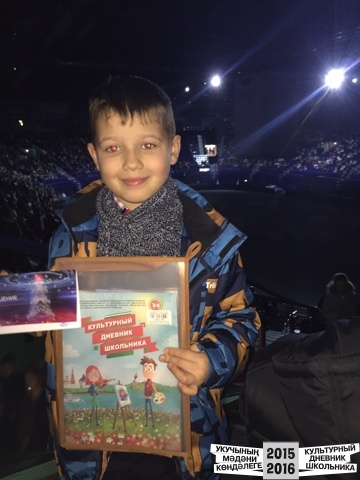 КУЛЬТУРНЫЙ
ДНЕВНИК
ШКОЛЬНИКА
УКУЧЫНЫҢ
МӘДӘНИ
КӨНДӘЛЕГЕ
2015
2016
КУЛЬТУРНЫЙ
ДНЕВНИК
ШКОЛЬНИКА